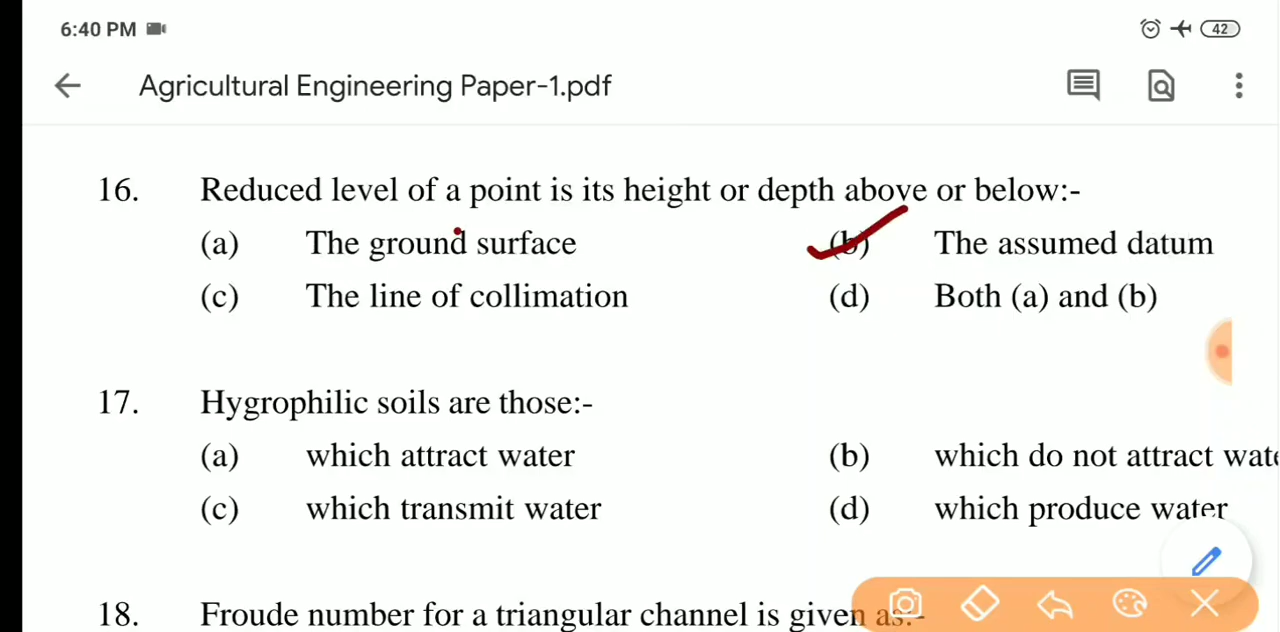 6:40 PM
42
Agricultural Engineering Paper-1.pdf
16. Reduced level of a point is its height or depth above or below:-
(a) The ground surface (b) The assumed datum
(c) The line of collimation (d) Both (a) and (b)
17. Hygrophilic soils are those:-
(a) which attract water (b) which do not attract
(c) which transmit water (d) which produce water
18. Froude number for a triangular channel is given as:-